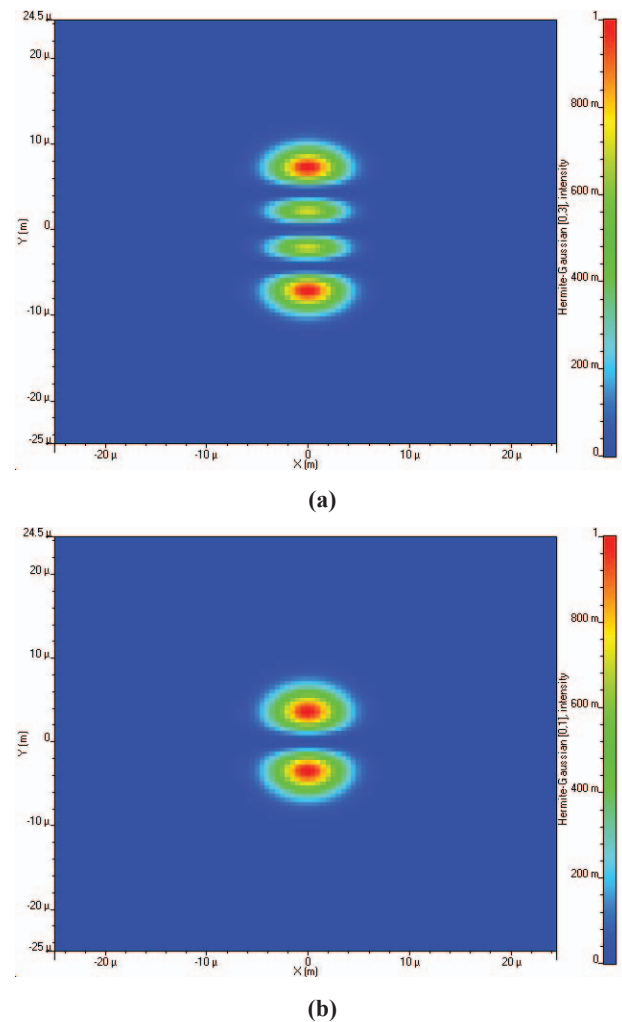 24.5 µ
20 µ
10 µ
0
-10 µ
-20 µ
-25 µ
Y (m)
-20 µ
-10 µ
0
10 µ
20 µ
X (m)
1
800 m
600 m
400 m
200 m
0
Hermite-Gaussian [0,3], intensity
(a)
24.5 µ
20 µ
10 µ
0
-10 µ
-20 µ
-25 µ
Y (m)
-20 µ
-10 µ
0
10 µ
20 µ
X (m)
1
800 m
600 m
400 m
200 m
0
Hermite-Gaussian [0,1], intensity
(b)